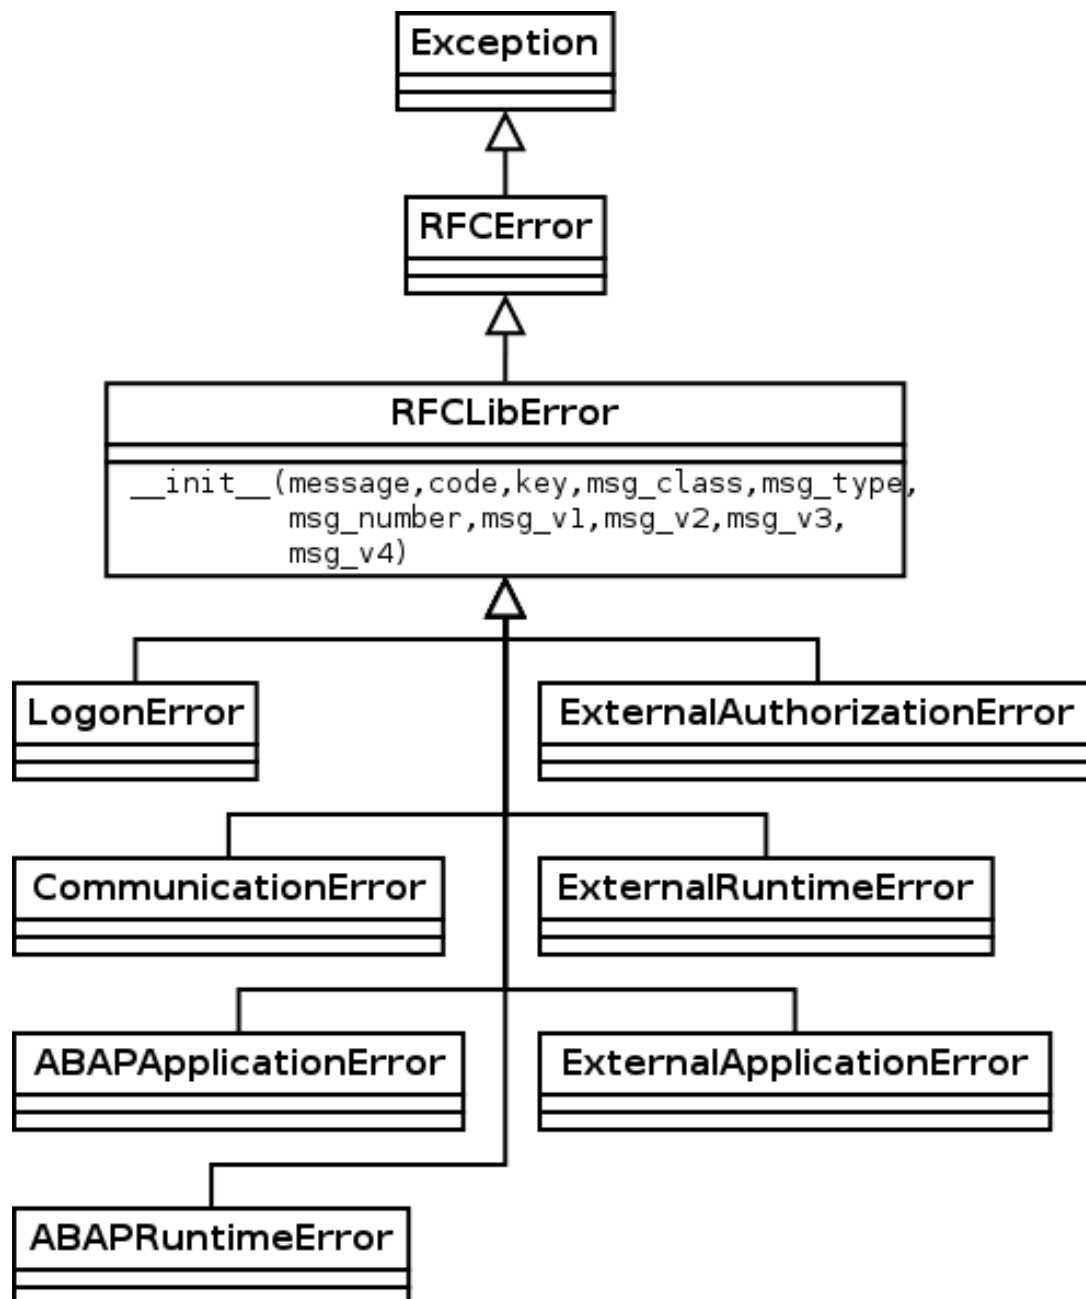 Exception
RFCError
RFCLibError
__init__(message,code,key,msg_class,msg_type,
msg_number,msg_v1,msg_v2,msg_v3,
msg_v4)
LogonError
ExternalAuthorizationError
CommunicationError
ExternalRuntimeError
ABAPApplicationError
ExternalApplicationError
ABAPRuntimeError